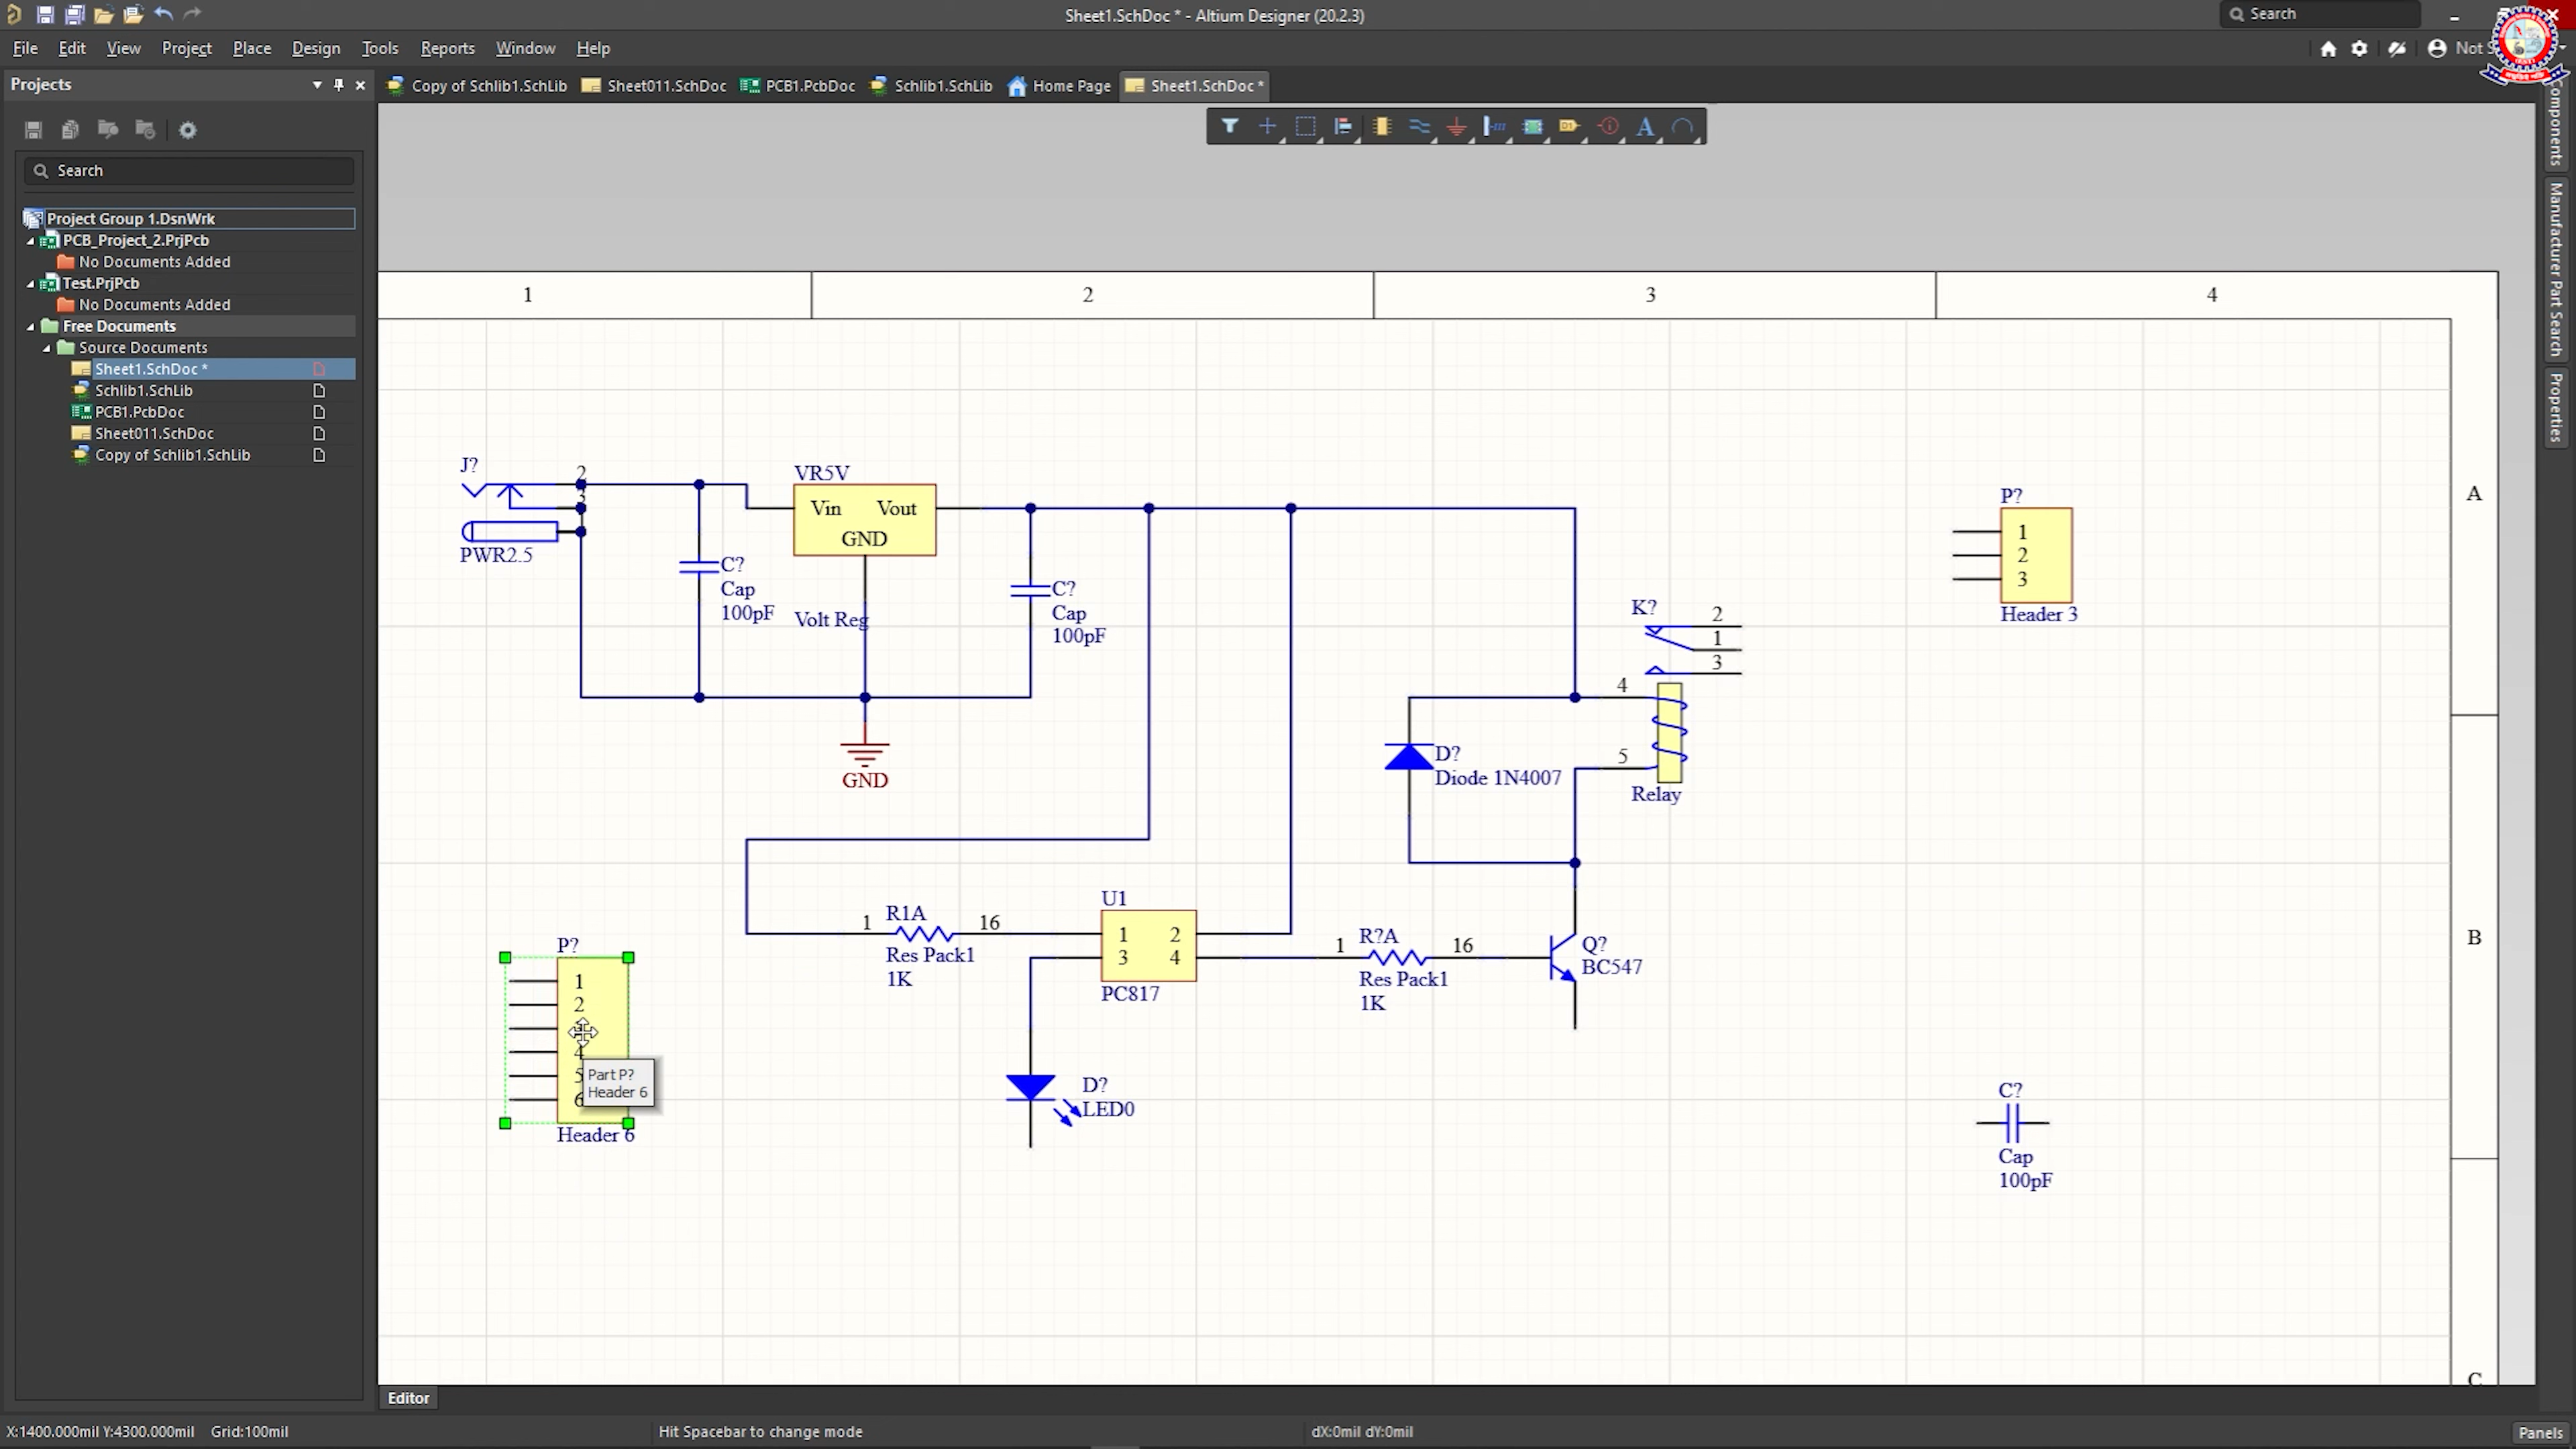 Sheet1.SchDoc * - Altium Designer (20.2.3)
Search
File Edit View Project Place Design Tools Reports Window Help
Not
Projects
Copy of Schlib1.SchLib Sheet011.SchDoc PCB1.PcbDoc Schlib1.SchLib Home Page Sheet1.SchDoc *
Search
Project Group 1.DsnWrk
PCB_Project_2.PrjPcb
No Documents Added
Test.PrjPcb
No Documents Added
Free Documents
Source Documents
Sheet1.SchDoc *
Schlib1.SchLib
PCB1.PcbDoc
Sheet011.SchDoc
Copy of Schlib1.SchLib
Components
Manufacturer Part Search
Properties
1 2 3 4
A
B
C
J?
2
3
PWR2.5
C?
Cap
100pF
VR5V
Vin Vout
GND
Volt Reg
C?
Cap
100pF
GND
K?
2
1
3
4
5
Relay
D?
Diode 1N4007
P?
1
2
3
Header 3
P?
1
2
4
5
6
Header 6
Part P?
Header 6
1 R1A 16
Res Pack1
1K
U1
1 2
3 4
PC817
1 R?A 16
Res Pack1
1K
Q?
BC547
D?
LED0
C?
Cap
100pF
Editor
X:1400.000mil Y:4300.000mil Grid:100mil
Hit Spacebar to change mode
dX:0mil dY:0mil
Panels